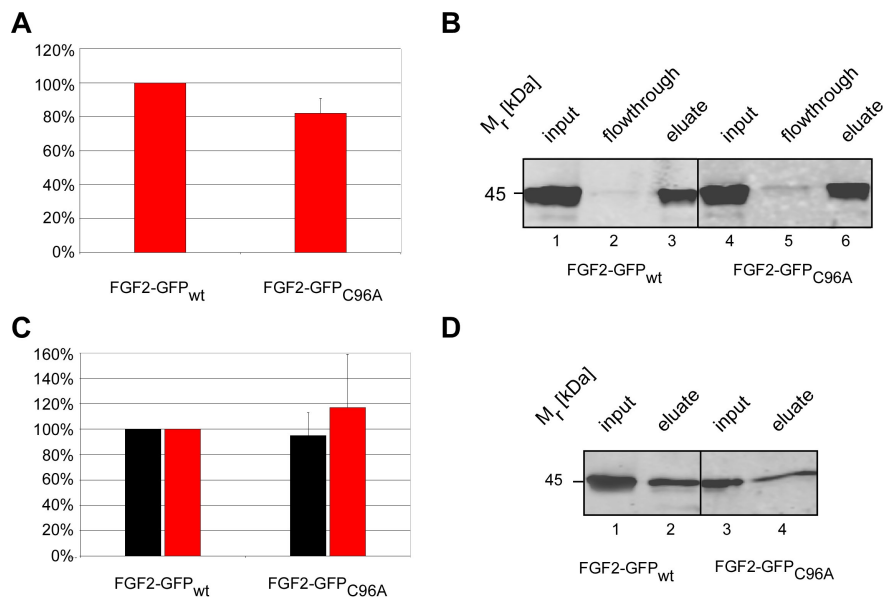 A
120%
100%
80%
60%
40%
20%
0%
FGF2-GFPwt
FGF2-GFPC96A
B
Mr [kDa]
input
flowthrough
eluate
input
flowthrough
eluate
45
1 2 3 4 5 6
FGF2-GFPwt
FGF2-GFPC96A
C
160%
140%
120%
100%
80%
60%
40%
20%
0%
FGF2-GFPwt
FGF2-GFPC96A
D
Mr [kDa]
input
eluate
input
eluate
45
1 2 3 4
FGF2-GFPwt
FGF2-GFPC96A